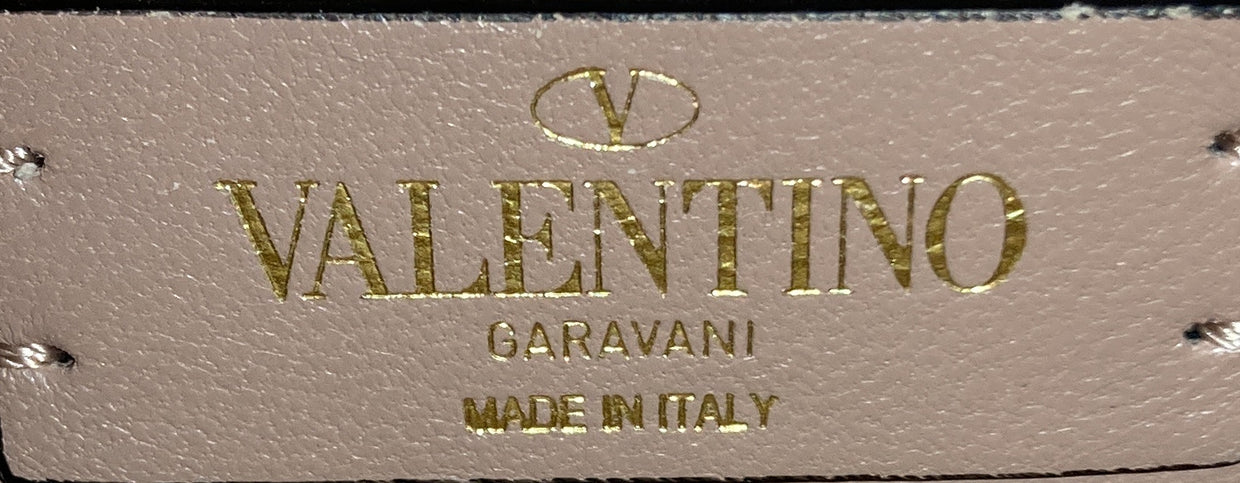 V
VALENTINO
GARAVANI
MADE IN ITALY